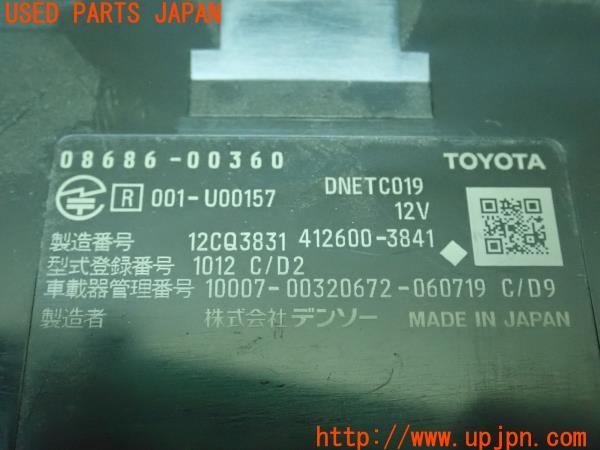 USED PARTS JAPAN
08686-00360 TOYOTA
R 001-U00157 DNETC019
12V
製造番号 12CQ3831 412600-3841
型式登録番号 1012 C/D2
車載器管理番号 10007-00320672-060719 C/D9
製造者 株式会社デンソー MADE IN JAPAN
http://www.upjpn.com/